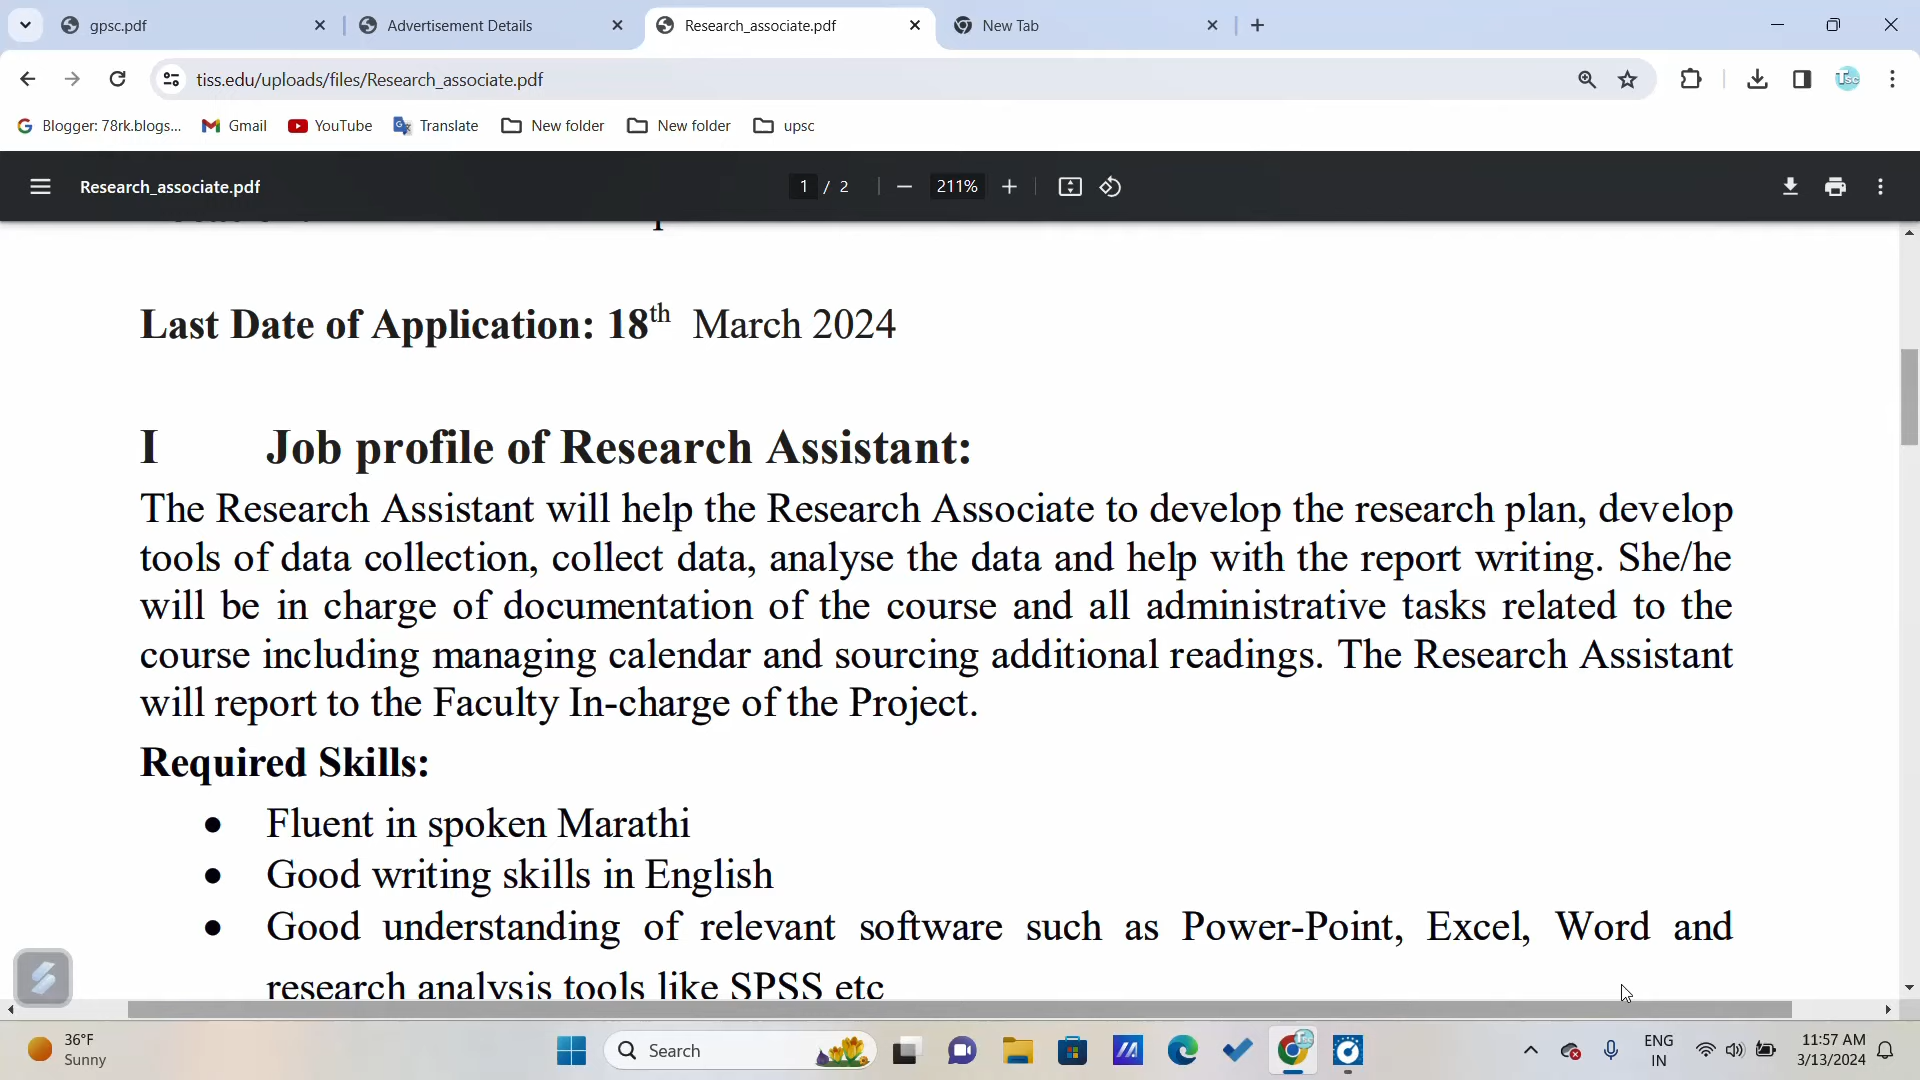 gpsc.pdf
Advertisement Details
Research_associate.pdf
New Tab
tiss.edu/uploads/files/Research_associate.pdf
Tsc
Blogger: 78rk.blogs...
Gmail
YouTube
Translate
New folder
New folder
upsc
Research_associate.pdf
1 / 2
211%
Last Date of Application: 18th March 2024
I Job profile of Research Assistant:
The Research Assistant will help the Research Associate to develop the research plan, develop
tools of data collection, collect data, analyse the data and help with the report writing. She/he
will be in charge of documentation of the course and all administrative tasks related to the
course including managing calendar and sourcing additional readings. The Research Assistant
will report to the Faculty In-charge of the Project.
Required Skills:
• Fluent in spoken Marathi
• Good writing skills in English
• Good understanding of relevant software such as Power-Point, Excel, Word and
research analysis tools like SPSS etc
36°F
Sunny
Search
ENG
IN
11:57 AM
3/13/2024